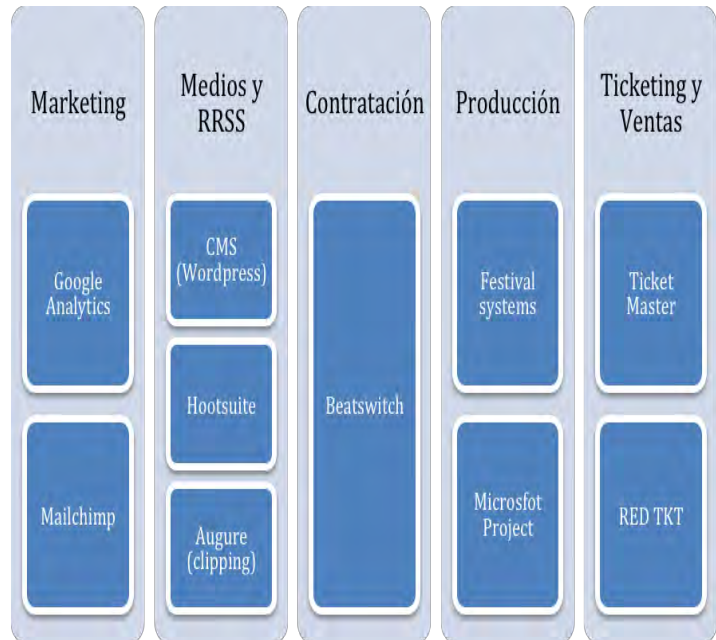 Marketing
Google
Analytics
Mailchimp
Medios y
RRSS
CMS
(Wordpress)
Hootsuite
Augure
(clipping)
Contratación
Beatswitch
Producción
Festival
systems
Microsfot
Project
Ticketing y
Ventas
Ticket
Master
RED TKT